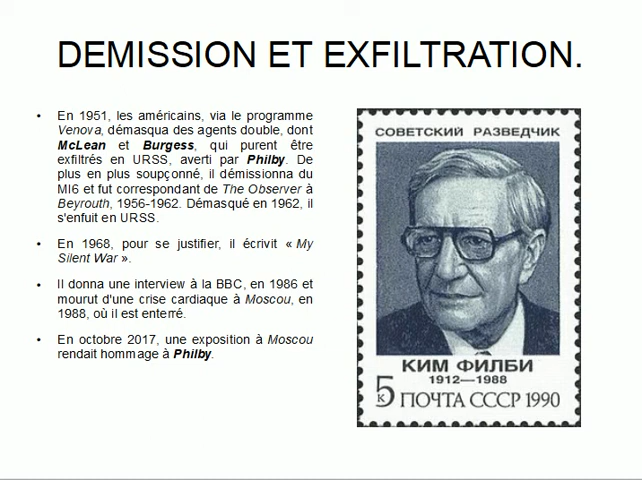 DEMISSION ET EXFILTRATION.
• En 1951, les américains, via le programme
Venova, démasqua des agents double, dont
McLean et Burgess, qui purent être
exfiltrés en URSS, averti par Philby. De
plus en plus soupçonné, il démissionna du
MI6 et fut correspondant de The Observer à
Beyrouth, 1956-1962. Démasqué en 1962, il
s'enfuit en URSS.
• En 1968, pour se justifier, il écrivit « My
Silent War ».
• Il donna une interview à la BBC, en 1986 et
mourut d'une crise cardiaque à Moscou, en
1988, où il est enterré.
• En octobre 2017, une exposition à Moscou
rendait hommage à Philby.
СОВЕТСКИЙ РАЗВЕДЧИК
КИМ ФИЛБИ
1912—1988
5 К ПОЧТА СССР 1990